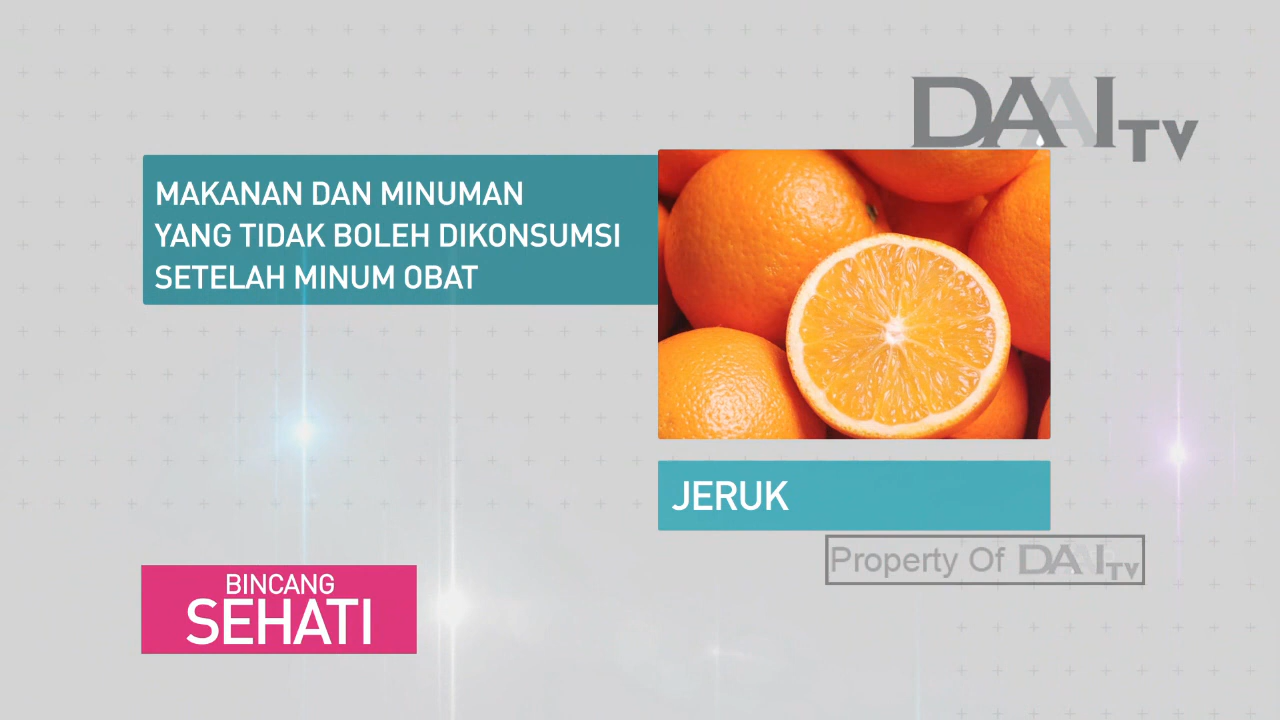 DAAI TV
MAKANAN DAN MINUMAN
YANG TIDAK BOLEH DIKONSUMSI
SETELAH MINUM OBAT
JERUK
Property Of DAAI TV
BINCANG
SEHATI